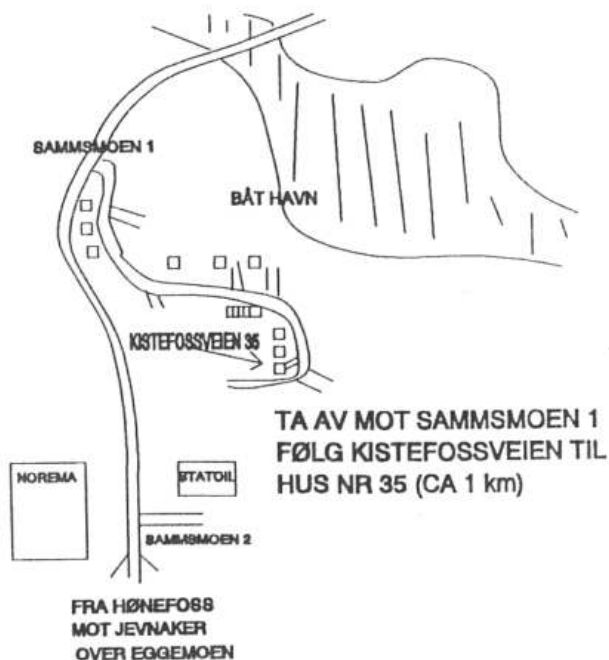 SAMMSMOEN 1
BÅT HAVN
KISTEFOSSVEIEN 35
TA AV MOT SAMMSMOEN 1
FØLG KISTEFOSSVEIEN TIL
HUS NR 35 (CA 1 km)
NOREMA
STATOIL
SAMMSMOEN 2
FRA HØNEFOSS
MOT JEVNAKER
OVER EGGEMOEN